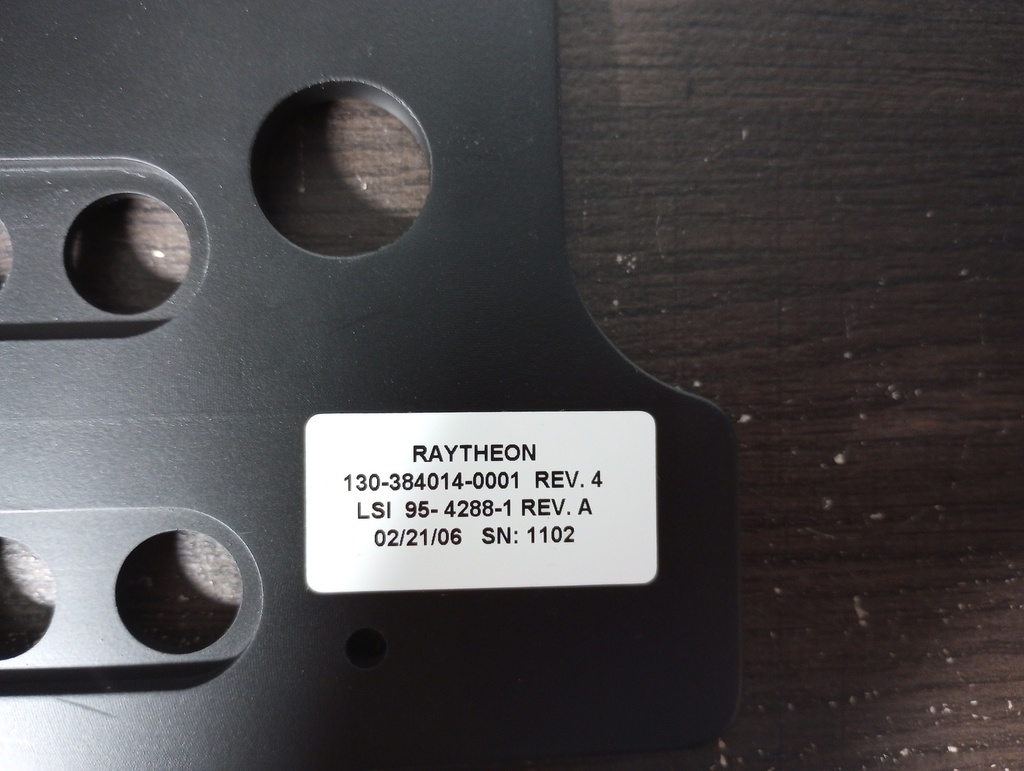 RAYTHEON
130-384014-0001 REV. 4
LSI 95- 4288-1 REV. A
02/21/06 SN: 1102